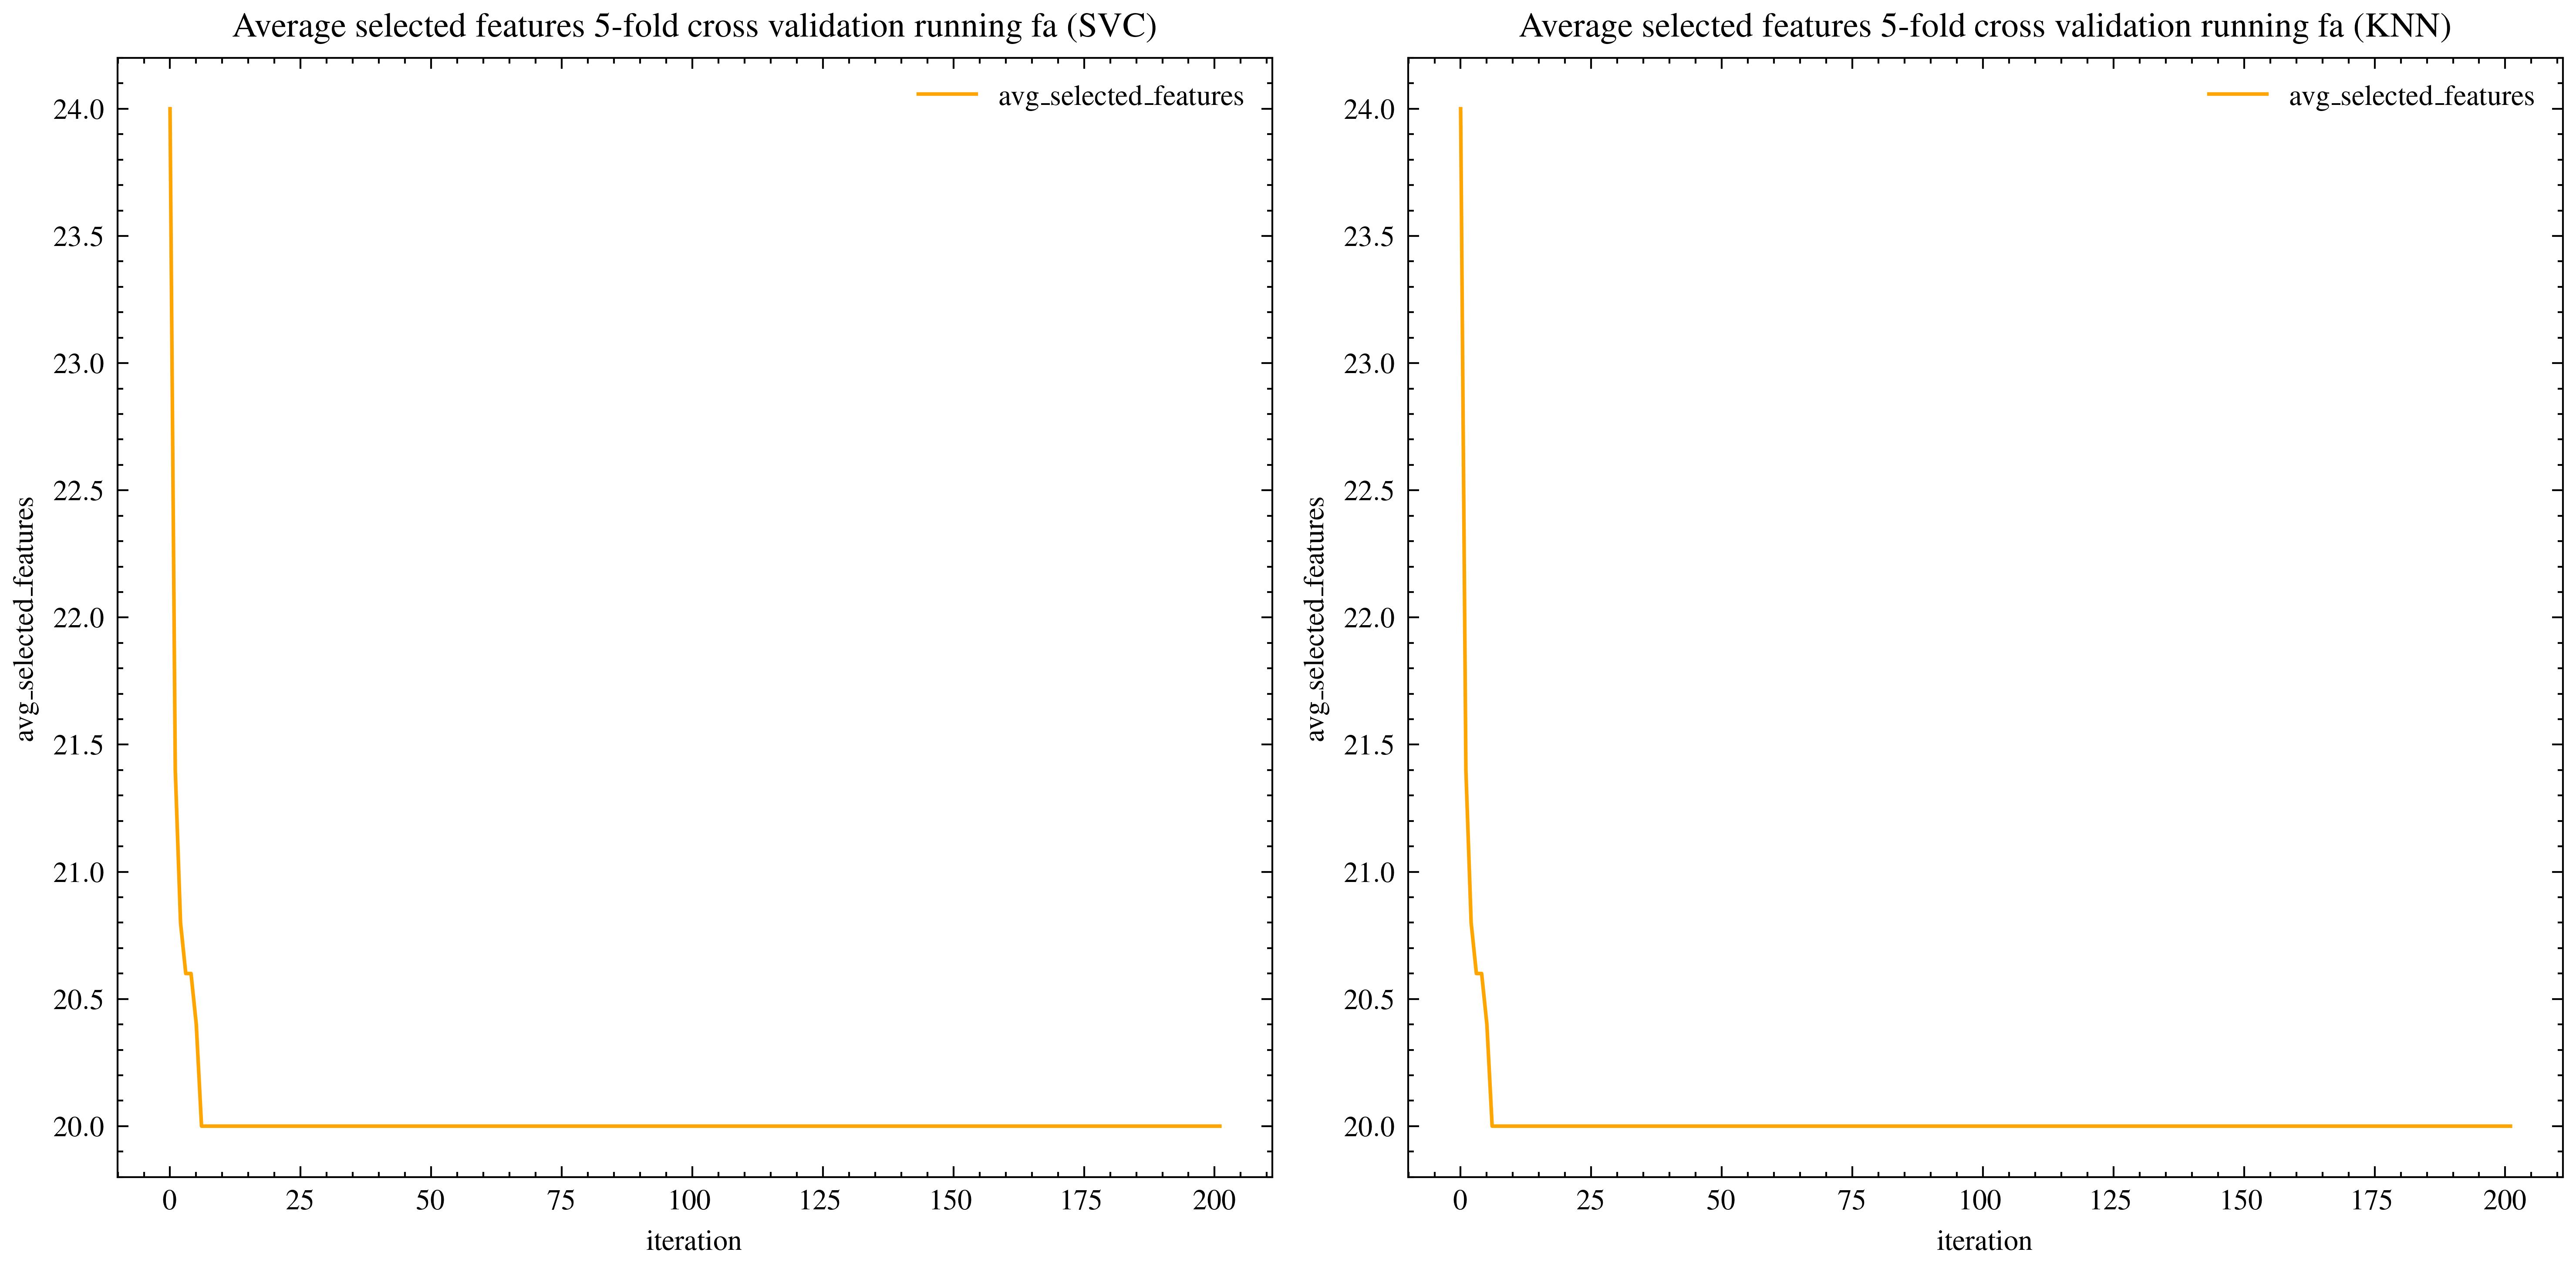 Average selected features 5-fold cross validation running fa (SVC)
avg_selected_features
24.0
23.5
23.0
22.5
22.0
21.5
21.0
20.5
20.0
avg_selected_features
0 25 50 75 100 125 150 175 200
iteration
Average selected features 5-fold cross validation running fa (KNN)
avg_selected_features
24.0
23.5
23.0
22.5
22.0
21.5
21.0
20.5
20.0
avg_selected_features
0 25 50 75 100 125 150 175 200
iteration